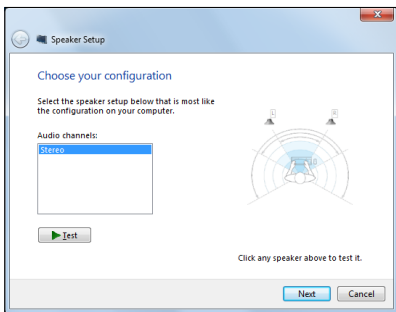 Speaker Setup
Choose your configuration
Select the speaker setup below that is most like
the configuration on your computer.
Audio channels:
Stereo
L
R
Test
Click any speaker above to test it.
Next
Cancel